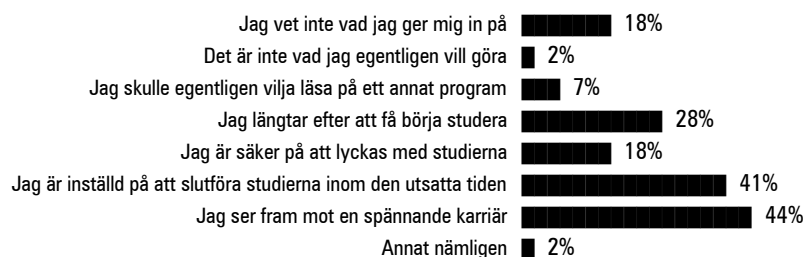 Jag vet inte vad jag ger mig in på 18%
Det är inte vad jag egentligen vill göra 2%
Jag skulle egentligen vilja läsa på ett annat program 7%
Jag längtar efter att få börja studera 28%
Jag är säker på att lyckas med studierna 18%
Jag är inställd på att slutföra studierna inom den utsatta tiden 41%
Jag ser fram mot en spännande karriär 44%
Annat nämligen 2%